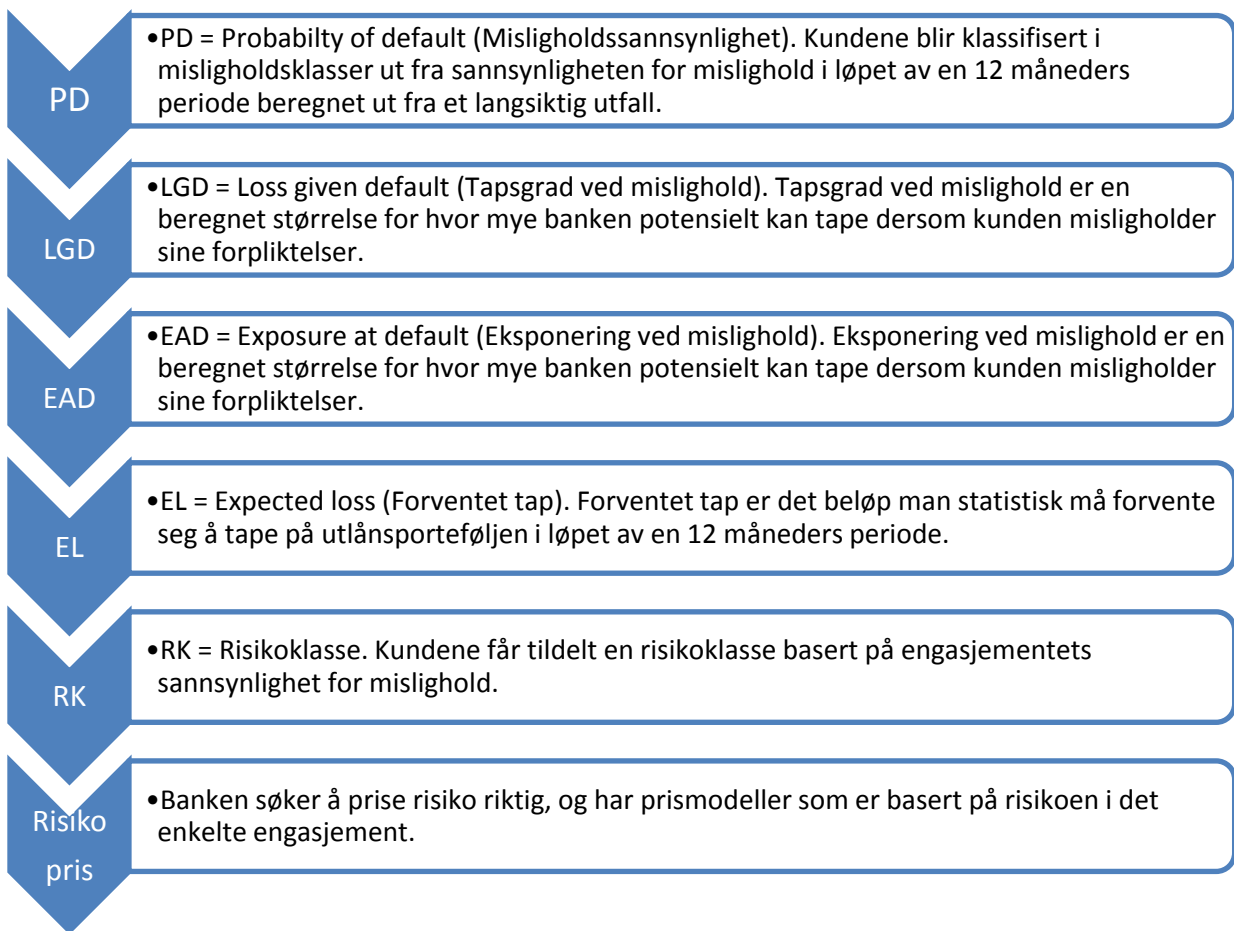 PD
•PD = Probabilty of default (Misligholdssannsynlighet). Kundene blir klassifisert i
misligholdsklasser ut fra sannsynligheten for mislighold i løpet av en 12 måneders
periode beregnet ut fra et langsiktig utfall.
LGD
•LGD = Loss given default (Tapsgrad ved mislighold). Tapsgrad ved mislighold er en
beregnet størrelse for hvor mye banken potensielt kan tape dersom kunden misligholder
sine forpliktelser.
EAD
•EAD = Exposure at default (Eksponering ved mislighold). Eksponering ved mislighold er en
beregnet størrelse for hvor mye banken potensielt kan tape dersom kunden misligholder
sine forpliktelser.
EL
•EL = Expected loss (Forventet tap). Forventet tap er det beløp man statistisk må forvente
seg å tape på utlånsporteføljen i løpet av en 12 måneders periode.
RK
•RK = Risikoklasse. Kundene får tildelt en risikoklasse basert på engasjementets
sannsynlighet for mislighold.
Risiko
pris
•Banken søker å prise risiko riktig, og har prismodeller som er basert på risikoen i det
enkelte engasjement.